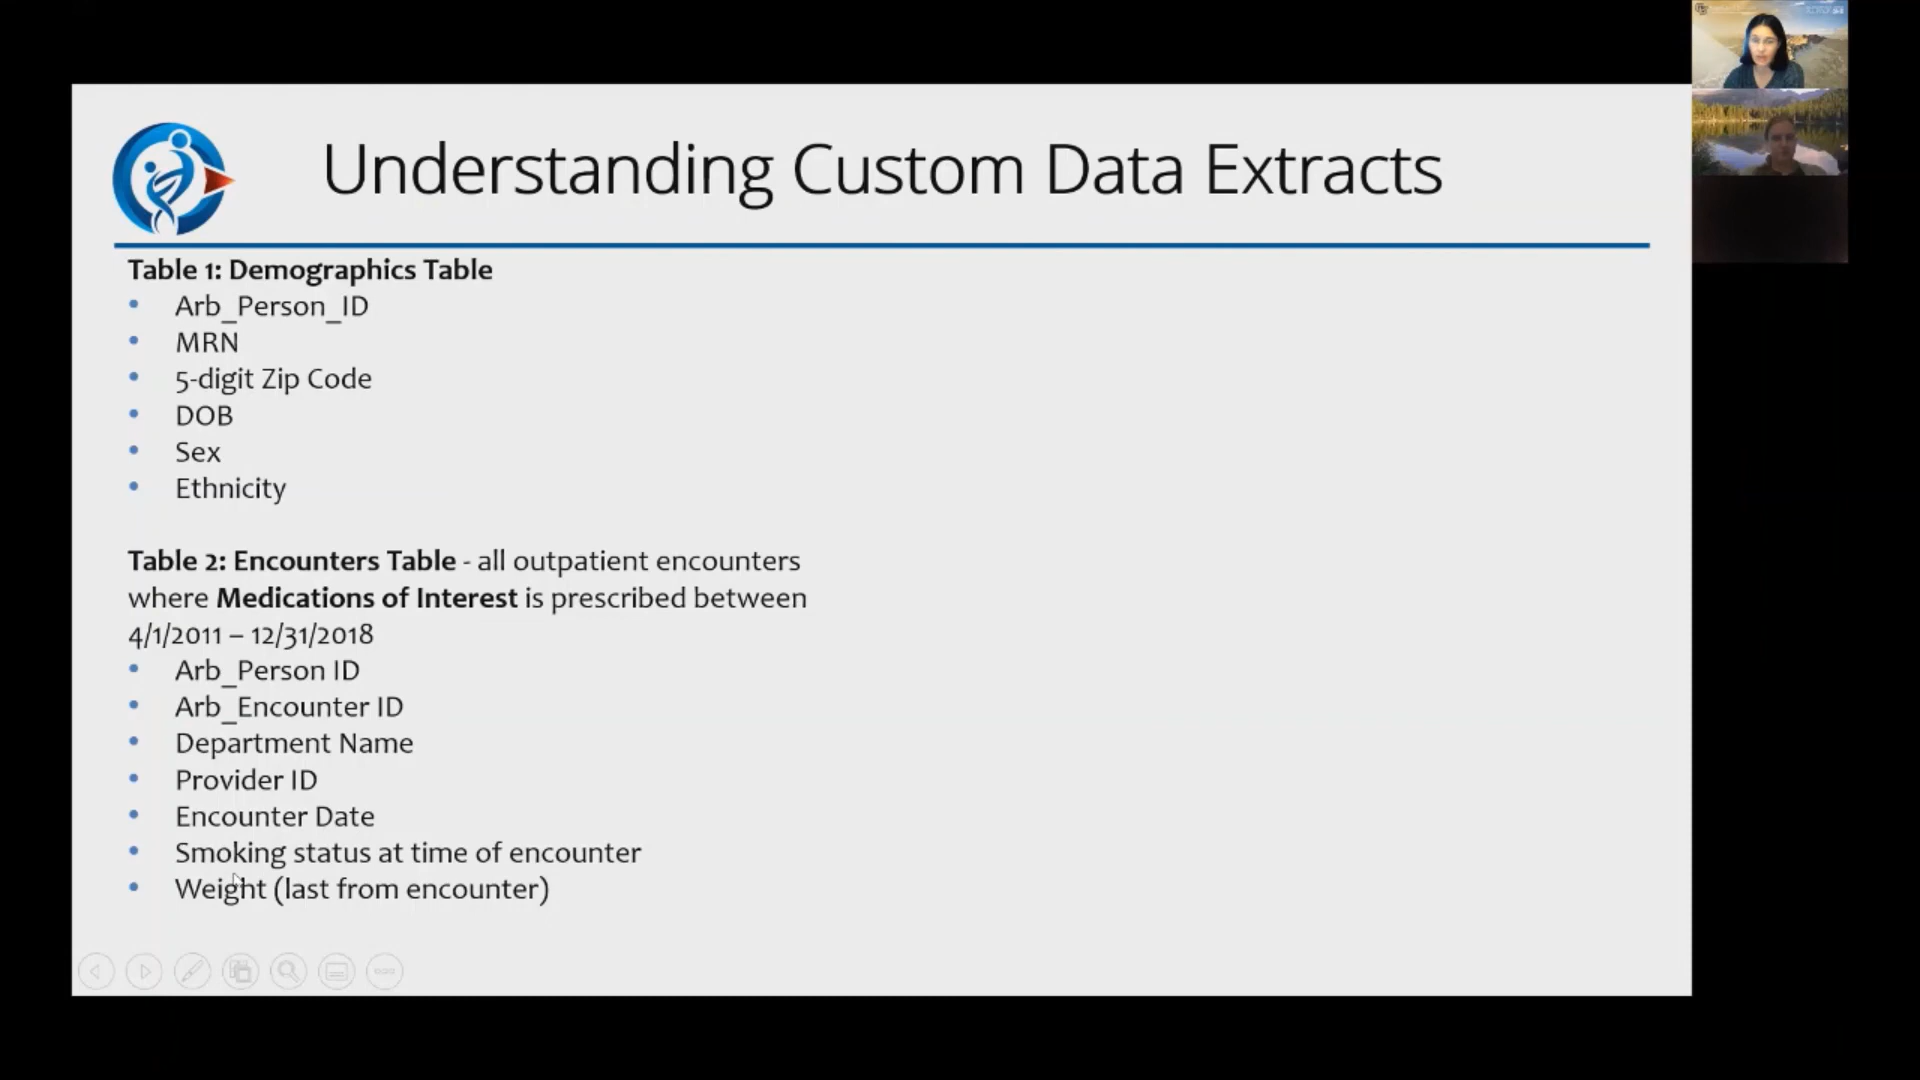 Understanding Custom Data Extracts
Table 1: Demographics Table
• Arb_Person_ID
• MRN
• 5-digit Zip Code
• DOB
• Sex
• Ethnicity
Table 2: Encounters Table - all outpatient encounters
where Medications of Interest is prescribed between
4/1/2011 – 12/31/2018
• Arb_Person ID
• Arb_Encounter ID
• Department Name
• Provider ID
• Encounter Date
• Smoking status at time of encounter
• Weight (last from encounter)